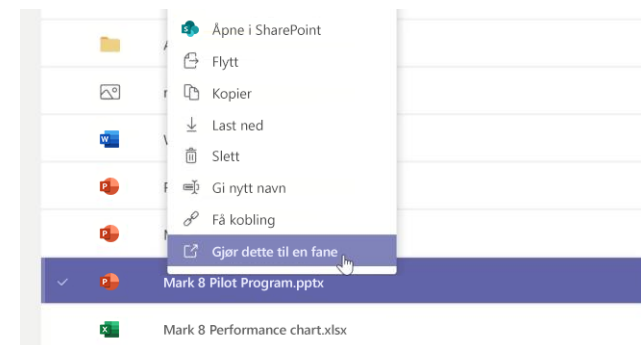 Åpne i SharePoint
Flytt
Kopier
Last ned
Slett
Gi nytt navn
Få kobling
Gjør dette til en fane
Mark 8 Pilot Program.pptx
Mark 8 Performance chart.xlsx